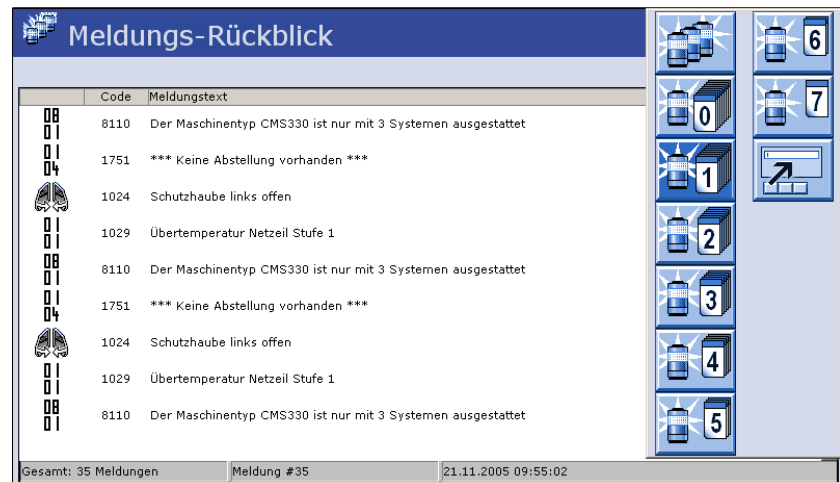 Meldungs-Rückblick
Code Meldungstext
08 01 8110 Der Maschinentyp CMS330 ist nur mit 3 Systemen ausgestattet
01 04 1751 *** Keine Abstellung vorhanden ***
1024 Schutzhaube links offen
01 01 1029 Übertemperatur Netzeil Stufe 1
08 01 8110 Der Maschinentyp CMS330 ist nur mit 3 Systemen ausgestattet
01 04 1751 *** Keine Abstellung vorhanden ***
1024 Schutzhaube links offen
01 01 1029 Übertemperatur Netzeil Stufe 1
08 01 8110 Der Maschinentyp CMS330 ist nur mit 3 Systemen ausgestattet
Gesamt: 35 Meldungen Meldung #35 21.11.2005 09:55:02
0
1
2
3
4
5
6
7